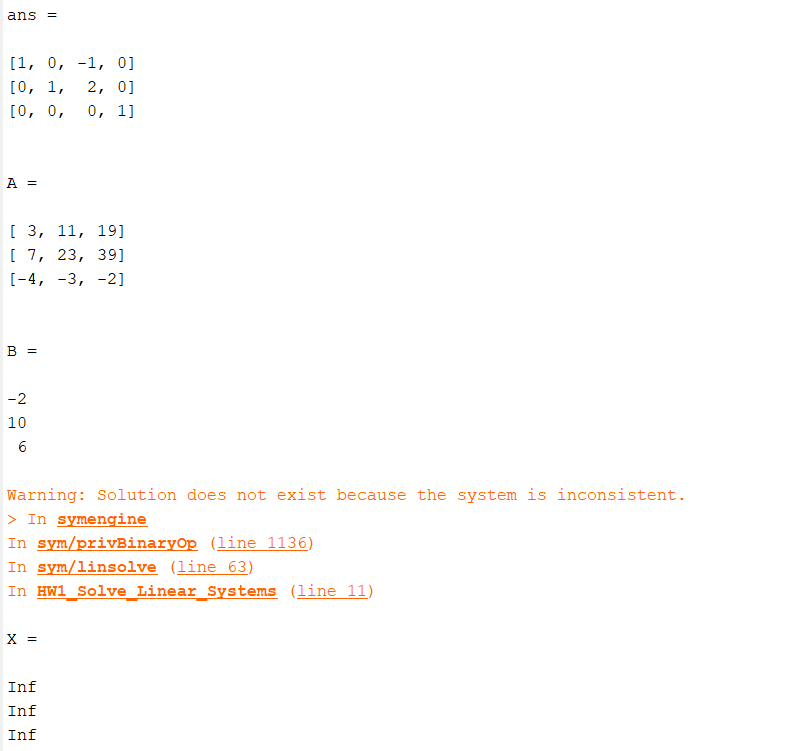 ans =
[1, 0, -1, 0]
[0, 1,  2, 0]
[0, 0,  0, 1]
A =
[ 3, 11, 19]
[ 7, 23, 39]
[-4, -3, -2]
B =
-2
10
6
Warning: Solution does not exist because the system is inconsistent.
> In symengine
In sym/privBinaryOp (line 1136)
In sym/linsolve (line 63)
In HW1_Solve_Linear_Systems (line 11)
X =
Inf
Inf
Inf